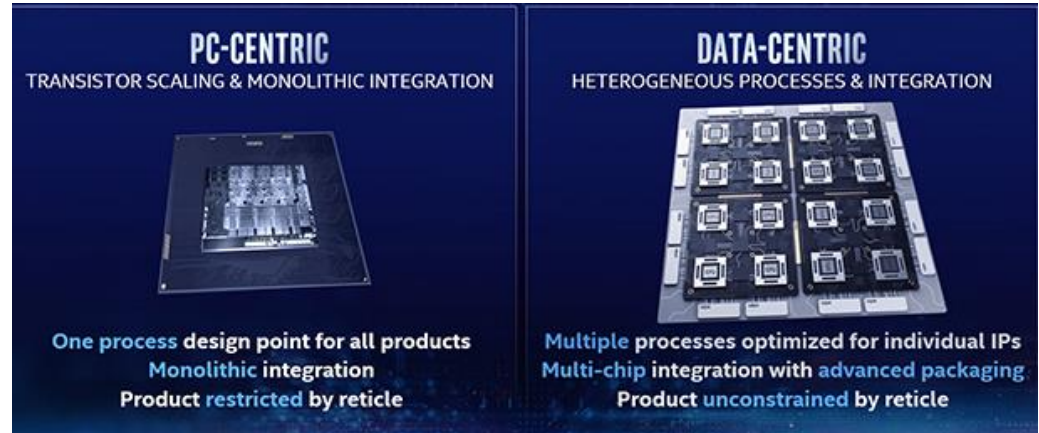 PC-CENTRIC
TRANSISTOR SCALING & MONOLITHIC INTEGRATION
One process design point for all products
Monolithic integration
Product restricted by reticle
DATA-CENTRIC
HETEROGENEOUS PROCESSES & INTEGRATION
Multiple processes optimized for individual IPs
Multi-chip integration with advanced packaging
Product unconstrained by reticle